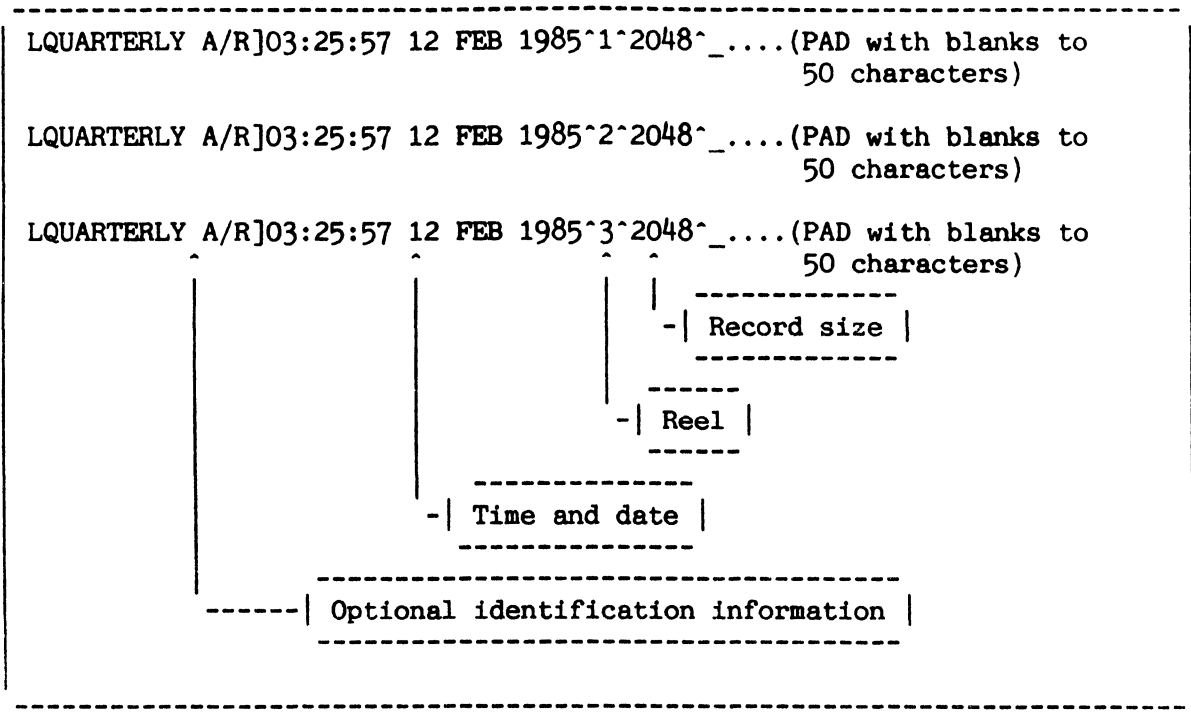 LQUARTERLY A/R]03:25:57 12 FEB 1985^1^2048^_....(PAD with blanks to
50 characters)
LQUARTERLY A/R]03:25:57 12 FEB 1985^2^2048^_....(PAD with blanks to
50 characters)
LQUARTERLY A/R]03:25:57 12 FEB 1985^3^2048^_....(PAD with blanks to
50 characters)
Record size
Reel
Time and date
Optional identification information